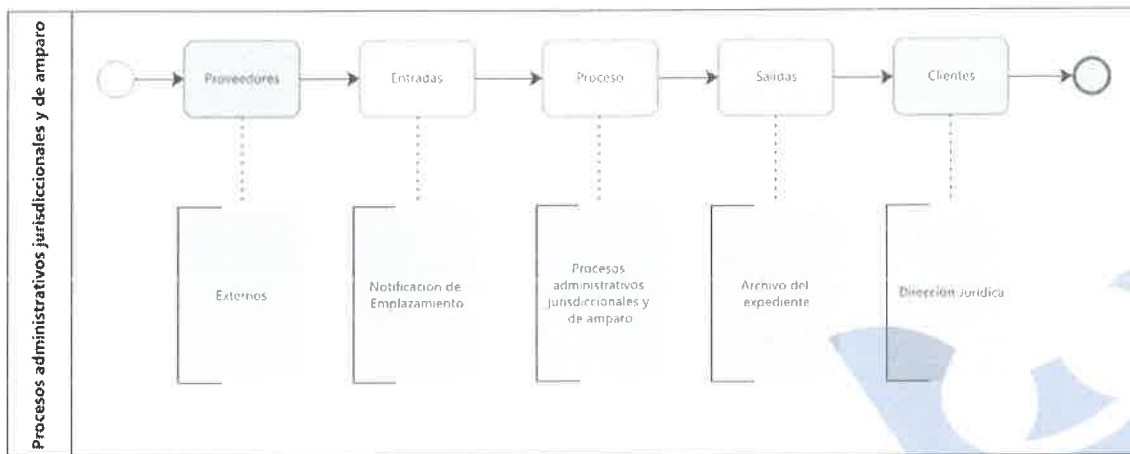 Procesos administrativos jurisdiccionales y de amparo
Proveedores
Entradas
Proceso
Salidas
Clientes
Externos
Notificación de
Emplazamiento
Procesos
administrativos
jurisdiccionales y
de amparo
Archivo del
expediente
Dirección Jurídica